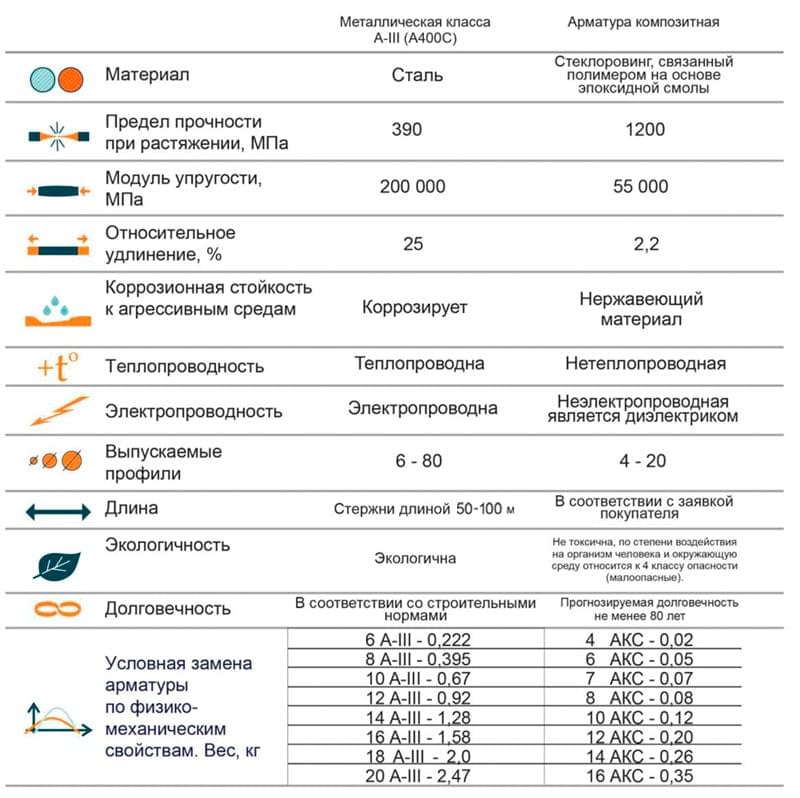 Металлическая класса
А-III (А400С)
Арматура композитная
Материал
Сталь
Стеклоровинг, связанный
полимером на основе
эпоксидной смолы
Предел прочности
при растяжении, МПа
390
1200
Модуль упругости,
МПа
200 000
55 000
Относительное
удлинение, %
25
2,2
Коррозионная стойкость
к агрессивным средам
Коррозирует
Нержавеющий
материал
+t°
Теплопроводность
Теплопроводна
Нетеплопроводная
Электропроводность
Электропроводна
Неэлектропроводная
является диэлектриком
Выпускаемые
профили
6 - 80
4 - 20
Длина
Стержни длиной 50-100 м
В соответствии с заявкой
покупателя
Экологичность
Экологична
Не токсична, по степени воздействия
на организм человека и окружающую
среду относится к 4 классу опасности
(малоопасные).
Долговечность
В соответствии со строительными
нормами
Прогнозируемая долговечность
не менее 80 лет
Условная замена
арматуры
по физико-
механическим
свойствам. Вес, кг
6 А-III - 0,222
4 АКС - 0,02
8 А-III - 0,395
6 АКС - 0,05
10 А-III - 0,67
7 АКС - 0,07
12 А-III - 0,92
8 АКС - 0,08
14 А-III - 1,28
10 АКС - 0,12
16 А-III - 1,58
12 АКС - 0,20
18 А-III - 2,0
14 АКС - 0,26
20 А-III - 2,47
16 АКС - 0,35